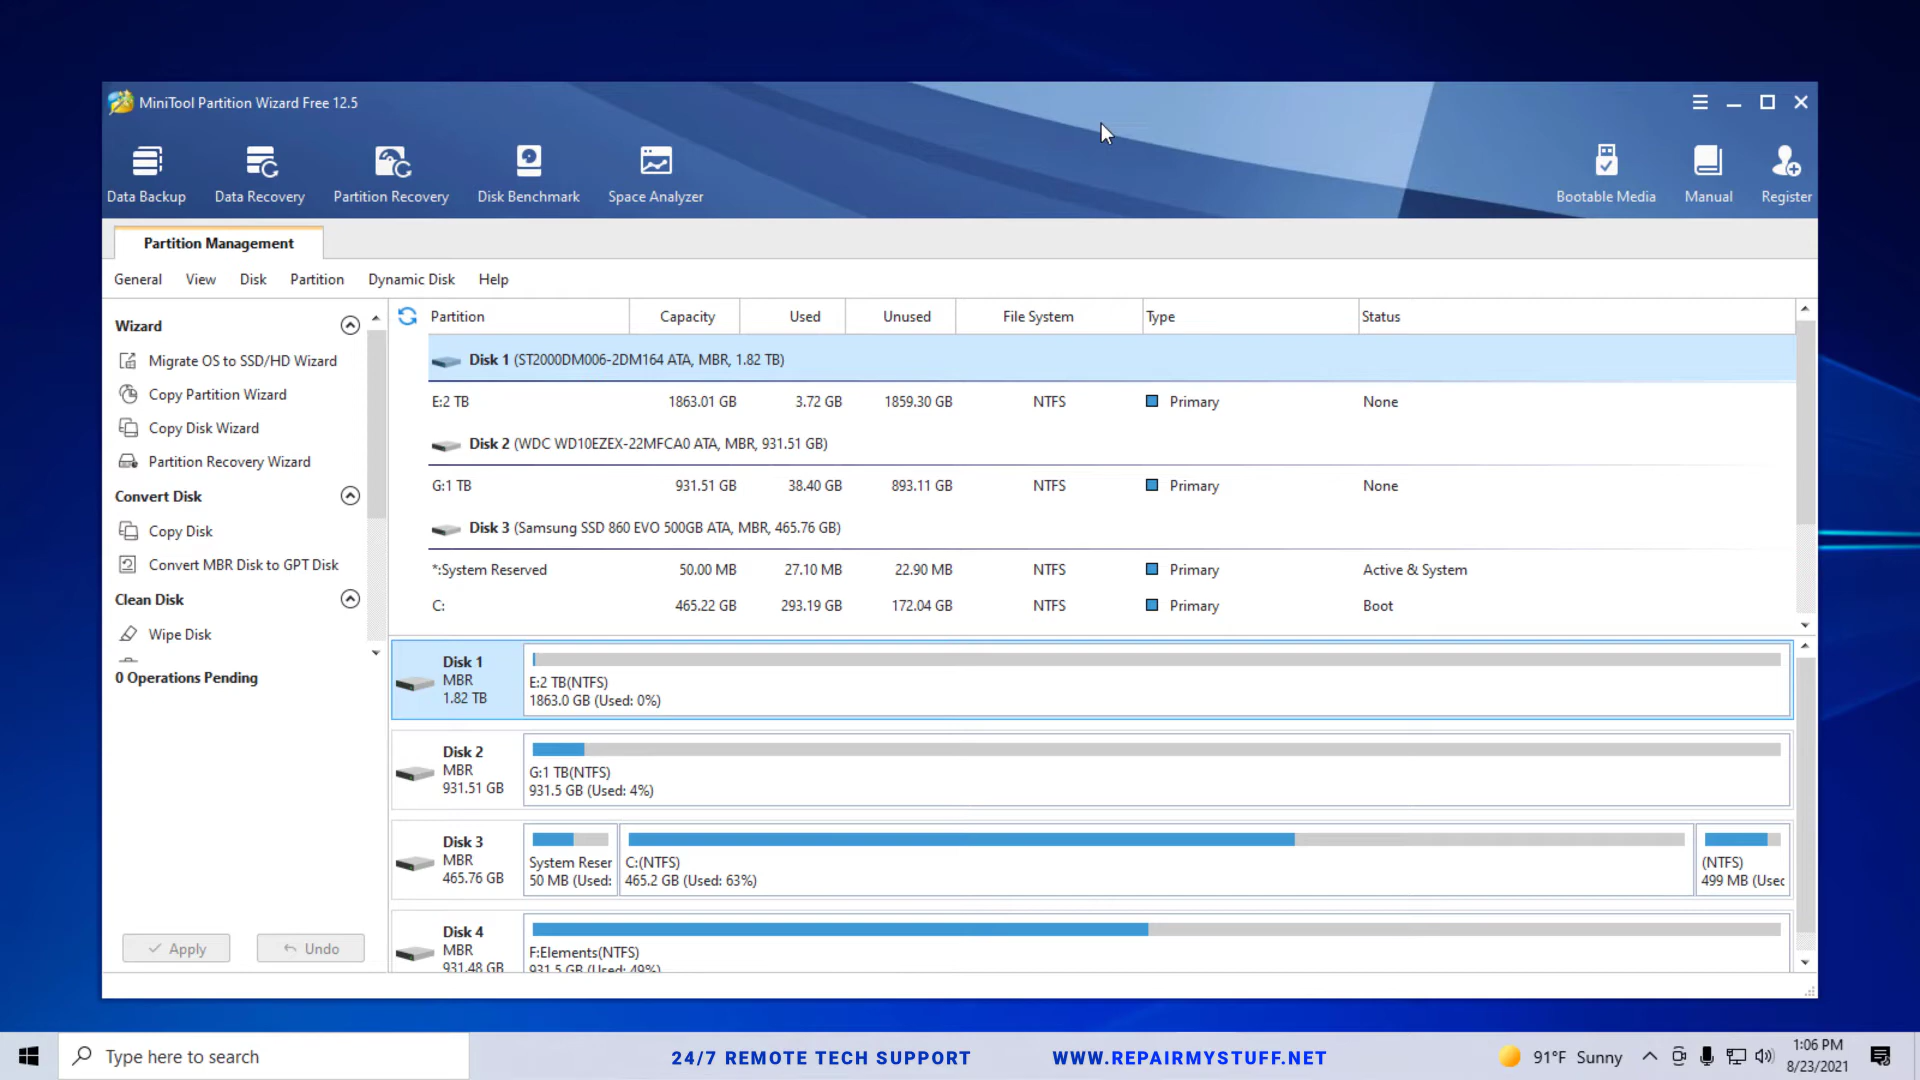 MiniTool Partition Wizard Free 12.5
Data Backup Data Recovery Partition Recovery Disk Benchmark Space Analyzer Bootable Media Manual Register
Partition Management
General View Disk Partition Dynamic Disk Help
Wizard
Migrate OS to SSD/HD Wizard
Copy Partition Wizard
Copy Disk Wizard
Partition Recovery Wizard
Convert Disk
Copy Disk
Convert MBR Disk to GPT Disk
Clean Disk
Wipe Disk
0 Operations Pending
Apply Undo
Partition Capacity Used Unused File System Type Status
Disk 1 (ST2000DM006-2DM164 ATA, MBR, 1.82 TB)
E:2 TB 1863.01 GB 3.72 GB 1859.30 GB NTFS Primary None
Disk 2 (WDC WD10EZEX-22MFCA0 ATA, MBR, 931.51 GB)
G:1 TB 931.51 GB 38.40 GB 893.11 GB NTFS Primary None
Disk 3 (Samsung SSD 860 EVO 500GB ATA, MBR, 465.76 GB)
*:System Reserved 50.00 MB 27.10 MB 22.90 MB NTFS Primary Active & System
C: 465.22 GB 293.19 GB 172.04 GB NTFS Primary Boot
Disk 1
MBR
1.82 TB
E:2 TB(NTFS)
1863.0 GB (Used: 0%)
Disk 2
MBR
931.51 GB
G:1 TB(NTFS)
931.5 GB (Used: 4%)
Disk 3
MBR
465.76 GB
System Reser
50 MB (Used:
C:(NTFS)
465.2 GB (Used: 63%)
(NTFS)
499 MB (Usec
Disk 4
MBR
931.48 GB
F:Elements(NTFS)
931.5 GB (Used: 49%)
Type here to search
24/7 REMOTE TECH SUPPORT WWW.REPAIRMYSTUFF.NET
91°F Sunny
1:06 PM
8/23/2021